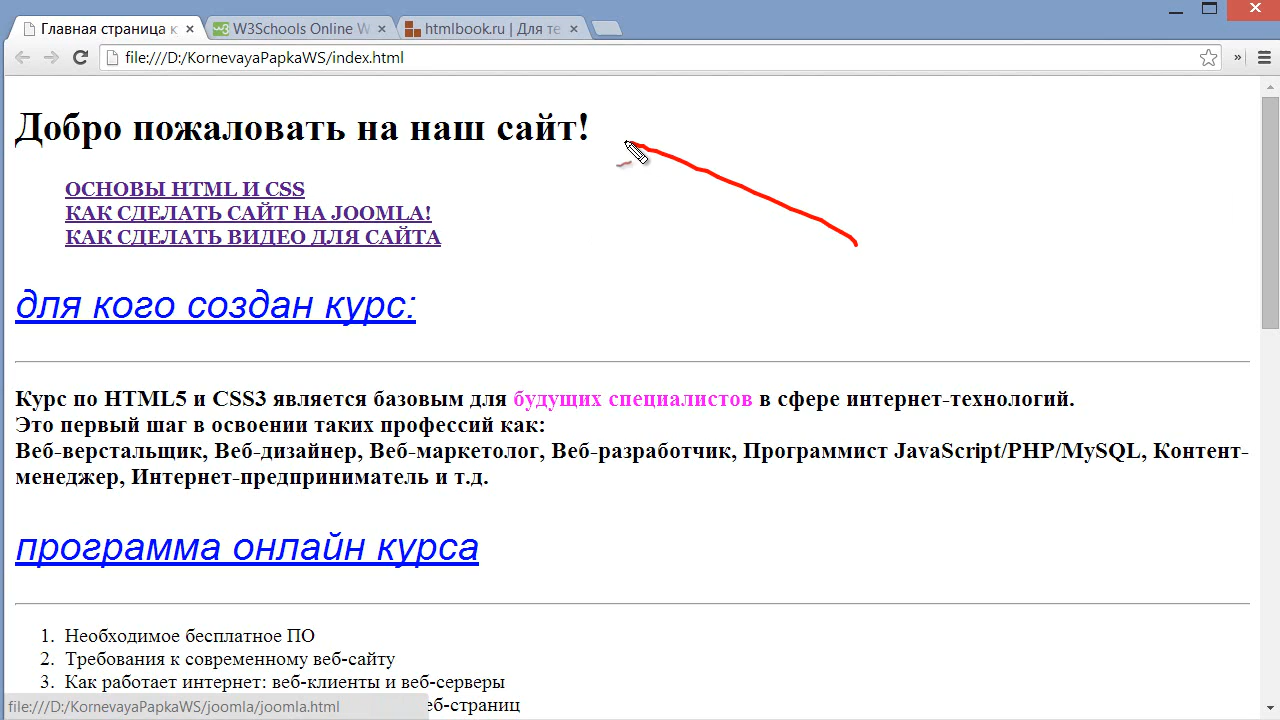 Главная страница к
W3Schools Online W
htmlbook.ru | Для те
file:///D:/KornevayaPapkaWS/index.html
Добро пожаловать на наш сайт!
ОСНОВЫ HTML И CSS
КАК СДЕЛАТЬ САЙТ НА JOOMLA!
КАК СДЕЛАТЬ ВИДЕО ДЛЯ САЙТА
для кого создан курс:
Курс по HTML5 и CSS3 является базовым для будущих специалистов в сфере интернет-технологий.
Это первый шаг в освоении таких профессий как:
Веб-верстальщик, Веб-дизайнер, Веб-маркетолог, Веб-разработчик, Программист JavaScript/PHP/MySQL, Контент-
менеджер, Интернет-предприниматель и т.д.
программа онлайн курса
1. Необходимое бесплатное ПО
2. Требования к современному веб-сайту
3. Как работает интернет: веб-клиенты и веб-серверы
еб-страниц
file:///D:/KornevayaPapkaWS/joomla/joomla.html